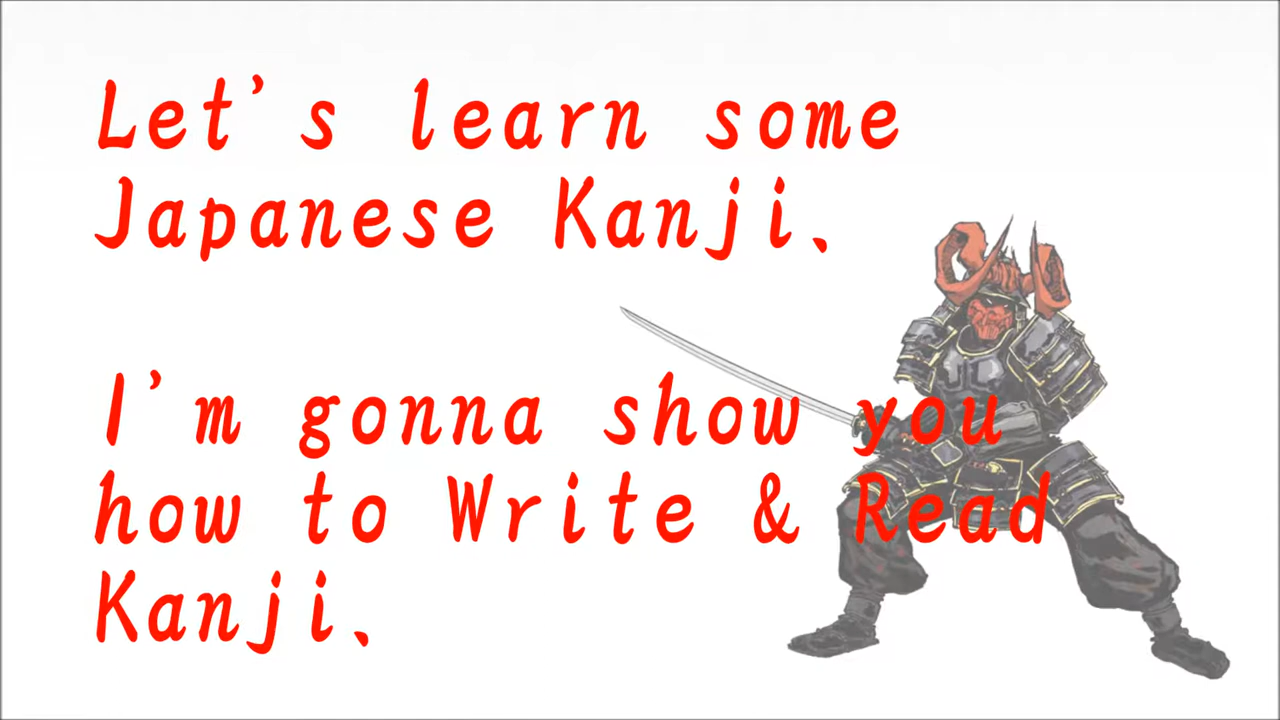 Let's learn some
Japanese Kanji、
I'm gonna show you
how to Write & Read
Kanji、